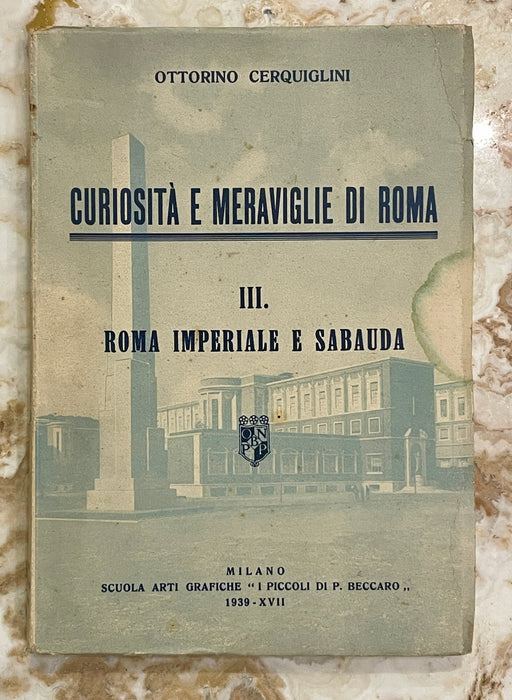 OTTORINO CERQUIGLINI
CURIOSITÀ E MERAVIGLIE DI ROMA
III.
ROMA IMPERIALE E SABAUDA
O B N
P P
MILANO
SCUOLA ARTI GRAFICHE “ I PICCOLI DI P. BECCARO „
1939 - XVII